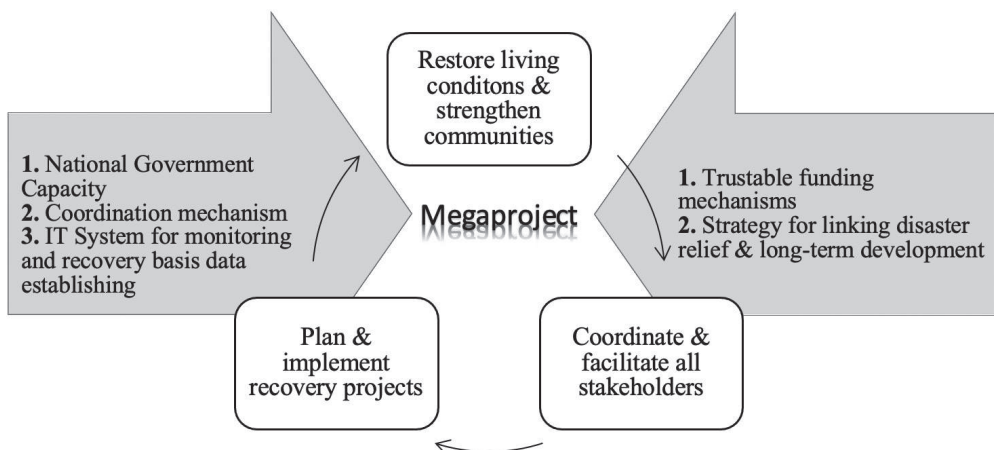 Restore living
conditons &
strengthen
communities
1. National Government
Capacity
2. Coordination mechanism
3. IT System for monitoring
and recovery basis data
establishing
Megaproject
1. Trustable funding
mechanisms
2. Strategy for linking disaster
relief & long-term development
Plan &
implement
recovery projects
Coordinate &
facilitate all
stakeholders